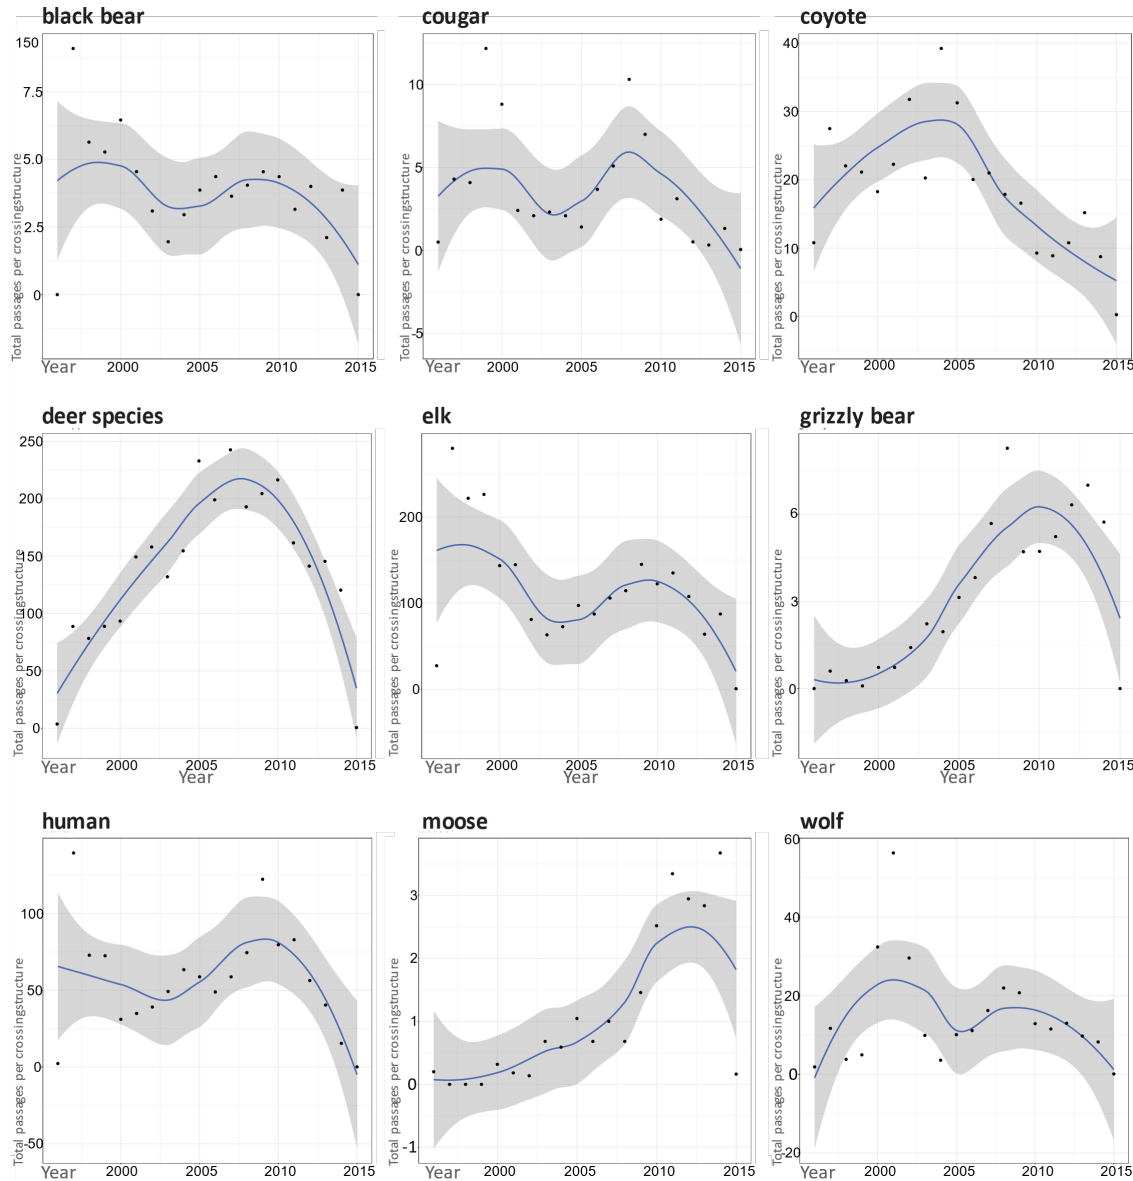 black bear
cougar
coyote
150
7.5
5.0
2.5
0
Total passages per crossingstructure
Year
2000
2005
2010
2015
10
5
0
-5
Total passages per crossingstructure
Year
2000
2005
2010
2015
40
30
20
10
0
Total passages per crossingstructure
Year
2000
2005
2010
2015
deer species
elk
grizzly bear
250
200
150
100
50
0
Total passages per crossingstructure
Year
2000
2005
2010
2015
Year
200
100
0
Total passages per crossingstructure
Year
2000
2005
2010
2015
Year
6
3
0
Total passages per crossingstructure
Year
2000
2005
2010
2015
Year
human
moose
wolf
100
50
0
-50
Total passages per crossingstructure
Year
2000
2005
2010
2015
3
2
1
0
-1
Total passages per crossingstructure
Year
2000
2005
2010
2015
60
40
20
0
-20
Total passages per crossingstructure
Year
2000
2005
2010
2015